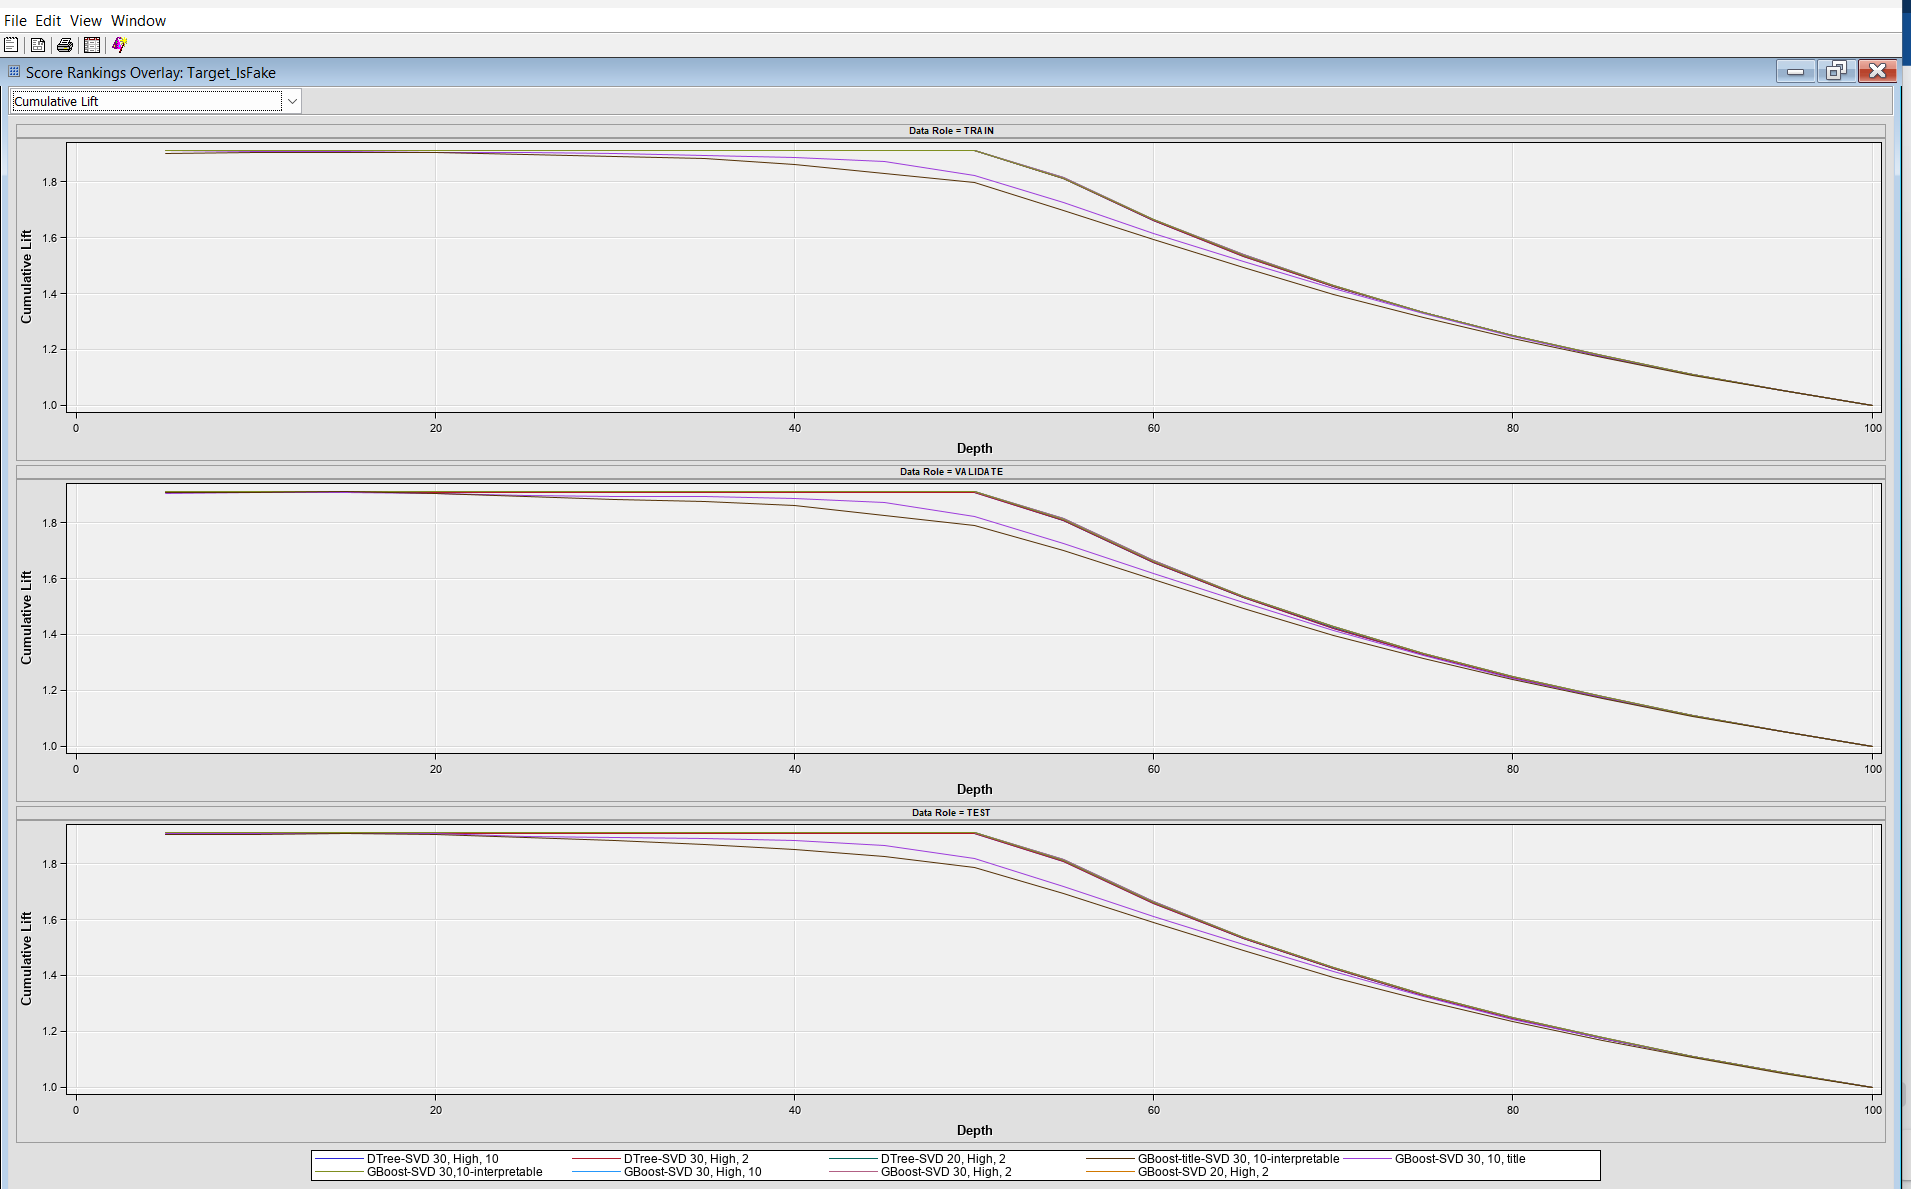 File Edit View Window
Score Rankings Overlay: Target_IsFake
Cumulative Lift
Data Role = TRAIN
Cumulative Lift
1.8
1.6
1.4
1.2
1.0
0 20 40 60 80 100
Depth
Data Role = VALIDATE
Cumulative Lift
1.8
1.6
1.4
1.2
1.0
0 20 40 60 80 100
Depth
Data Role = TEST
Cumulative Lift
1.8
1.6
1.4
1.2
1.0
0 20 40 60 80 100
Depth
DTree-SVD 30, High, 10 DTree-SVD 30, High, 2 DTree-SVD 20, High, 2 GBoost-title-SVD 30, 10-interpretable GBoost-SVD 30, 10, title
GBoost-SVD 30,10-interpretable GBoost-SVD 30, High, 10 GBoost-SVD 30, High, 2 GBoost-SVD 20, High, 2